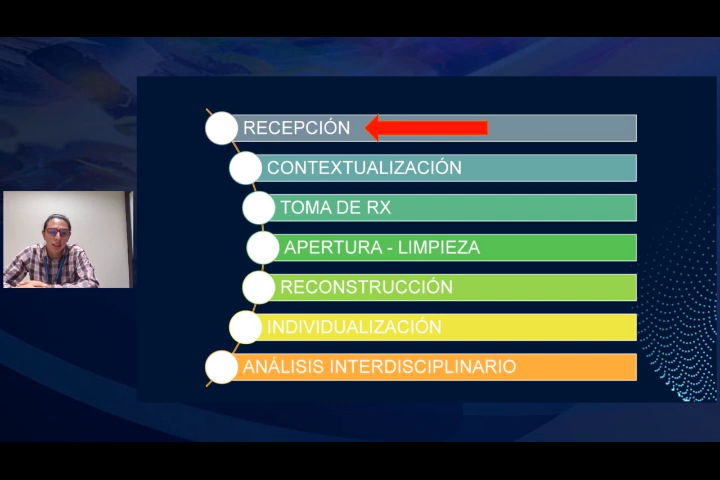 RECEPCIÓN
CONTEXTUALIZACIÓN
TOMA DE RX
APERTURA - LIMPIEZA
RECONSTRUCCIÓN
INDIVIDUALIZACIÓN
ANÁLISIS INTERDISCIPLINARIO